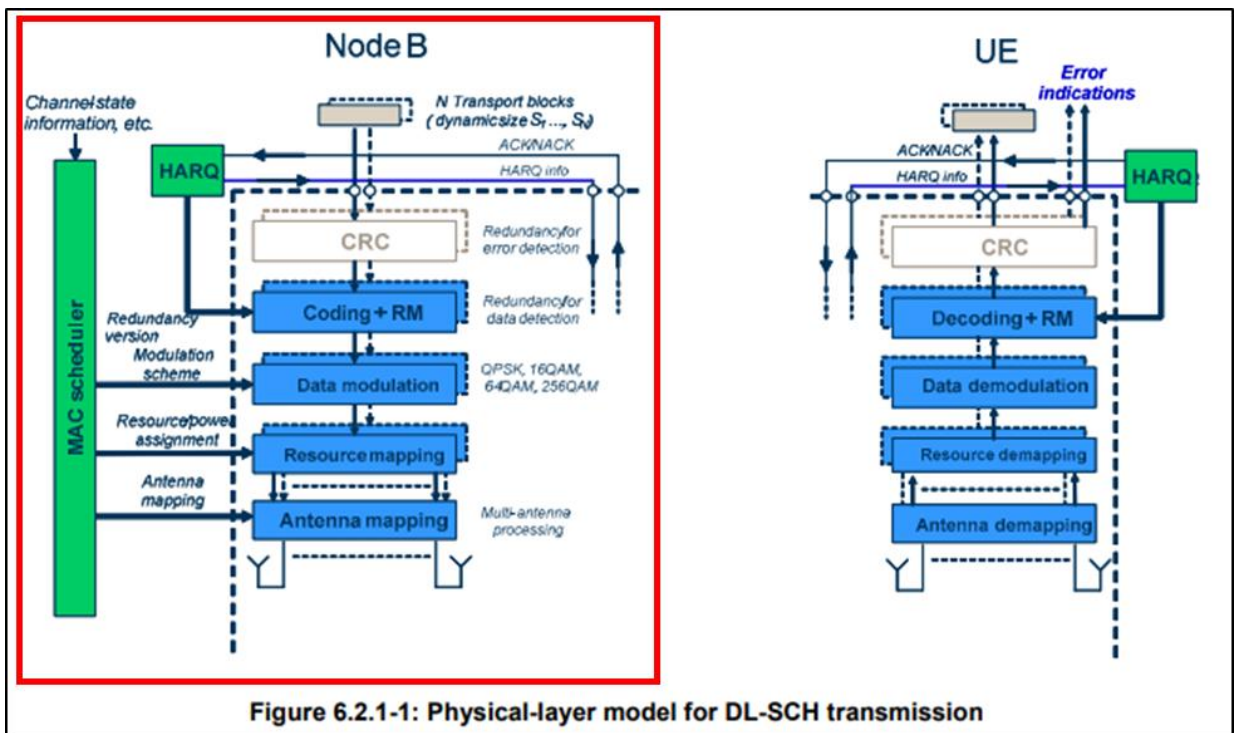 Node B
Channel-state
information, etc.
N Transport blocks
(dynamic size S₁ ..., Sₙ)
ACK/NACK
HARQ
HARQ info
CRC
Redundancy for
error detection
Coding + RM
Redundancy for
data detection
Redundancy
version
Modulation
scheme
Data modulation
QPSK, 16QAM,
64QAM, 256QAM
MAC scheduler
Resource/power
assignment
Resource mapping
Antenna
mapping
Antenna mapping
Multi-antenna
processing
UE
Error
indications
ACK/NACK
HARQ info
HARQ
CRC
Decoding + RM
Data demodulation
Resource demapping
Antenna demapping
Figure 6.2.1-1: Physical-layer model for DL-SCH transmission